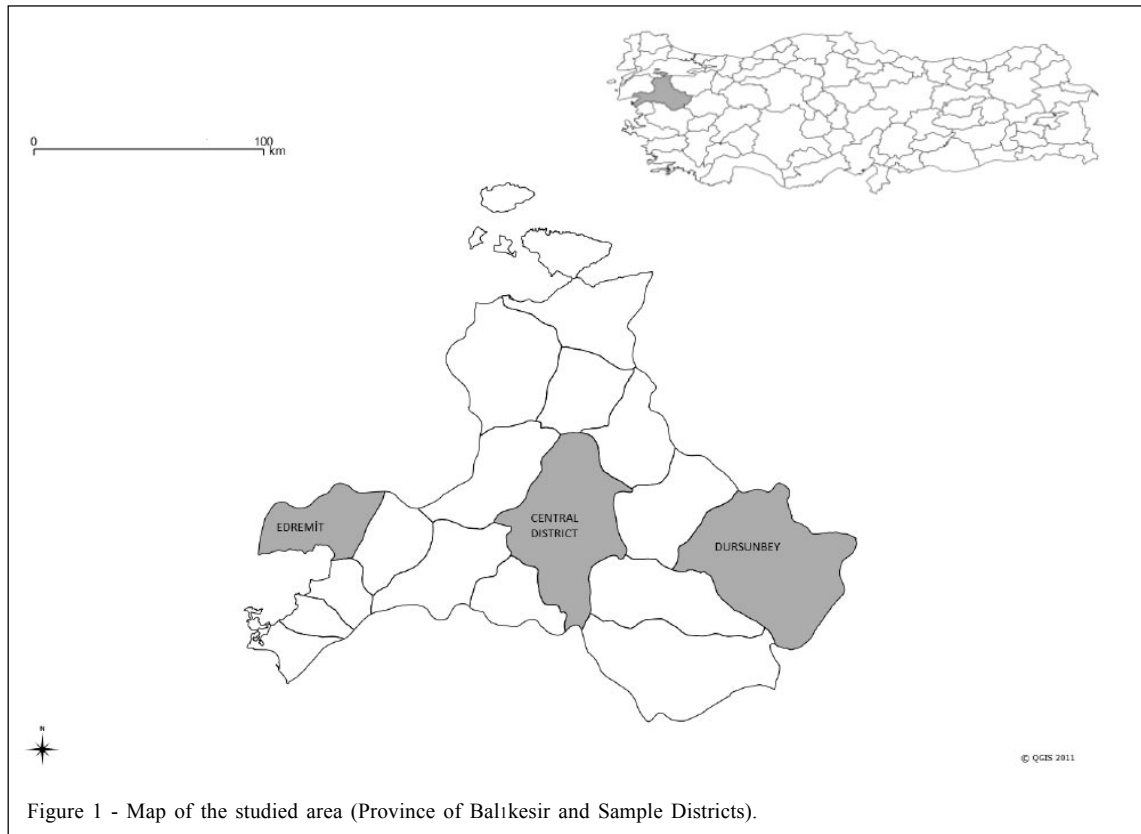 0 100
km
EDREMİT
CENTRAL
DISTRICT
DURSUNBEY
N
© QGIS 2011
Figure 1 - Map of the studied area (Province of Balıkesir and Sample Districts).